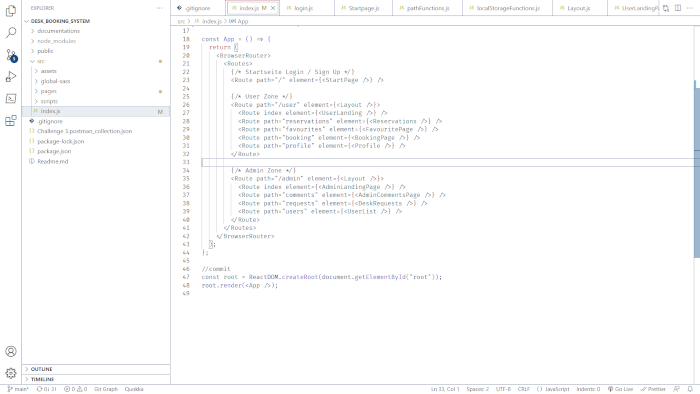 EXPLORER
DESK_BOOKING_SYSTEM
documentations
node_modules
public
src
assets
global-sass
pages
scripts
index.js M
.gitignore
Challenge 3.postman_collection.json
package-lock.json
package.json
Readme.md
OUTLINE
TIMELINE
.gitignore index.js M login.js Startpage.js pathFunctions.js localStorageFunctions.js Layout.js UserLandingP
src > index.js > App
17
18 const App = () => {
19 return (
20 <BrowserRouter>
21 <Routes>
22 {/* Startseite Login / Sign Up */}
23 <Route path="/" element={<StartPage />} />
24
25 {/* User Zone */}
26 <Route path="/user" element={<Layout />}>
27 <Route index element={<UserLanding />} />
28 <Route path="reservations" element={<Reservations />} />
29 <Route path="favourites" element={<FavouritePage />} />
30 <Route path="booking" element={<BookingPage />} />
31 <Route path="profile" element={<Profile />} />
32 </Route>
33
34 {/* Admin Zone */}
35 <Route path="/admin" element={<Layout />}>
36 <Route index element={<AdminLandingPage />} />
37 <Route path="comments" element={<AdminCommentsPage />} />
38 <Route path="requests" element={<DeskRequests />} />
39 <Route path="users" element={<UserList />} />
40 </Route>
41 </Routes>
42 </BrowserRouter>
43 );
44 };
45
46 //commit
47 const root = ReactDOM.createRoot(document.getElementById("root"));
48 root.render(<App />);
49
main* 0 0 Git Graph Quokka Ln 33, Col 1 Spaces: 2 UTF-8 CRLF {} JavaScript Indents: 0 Go Live Prettier